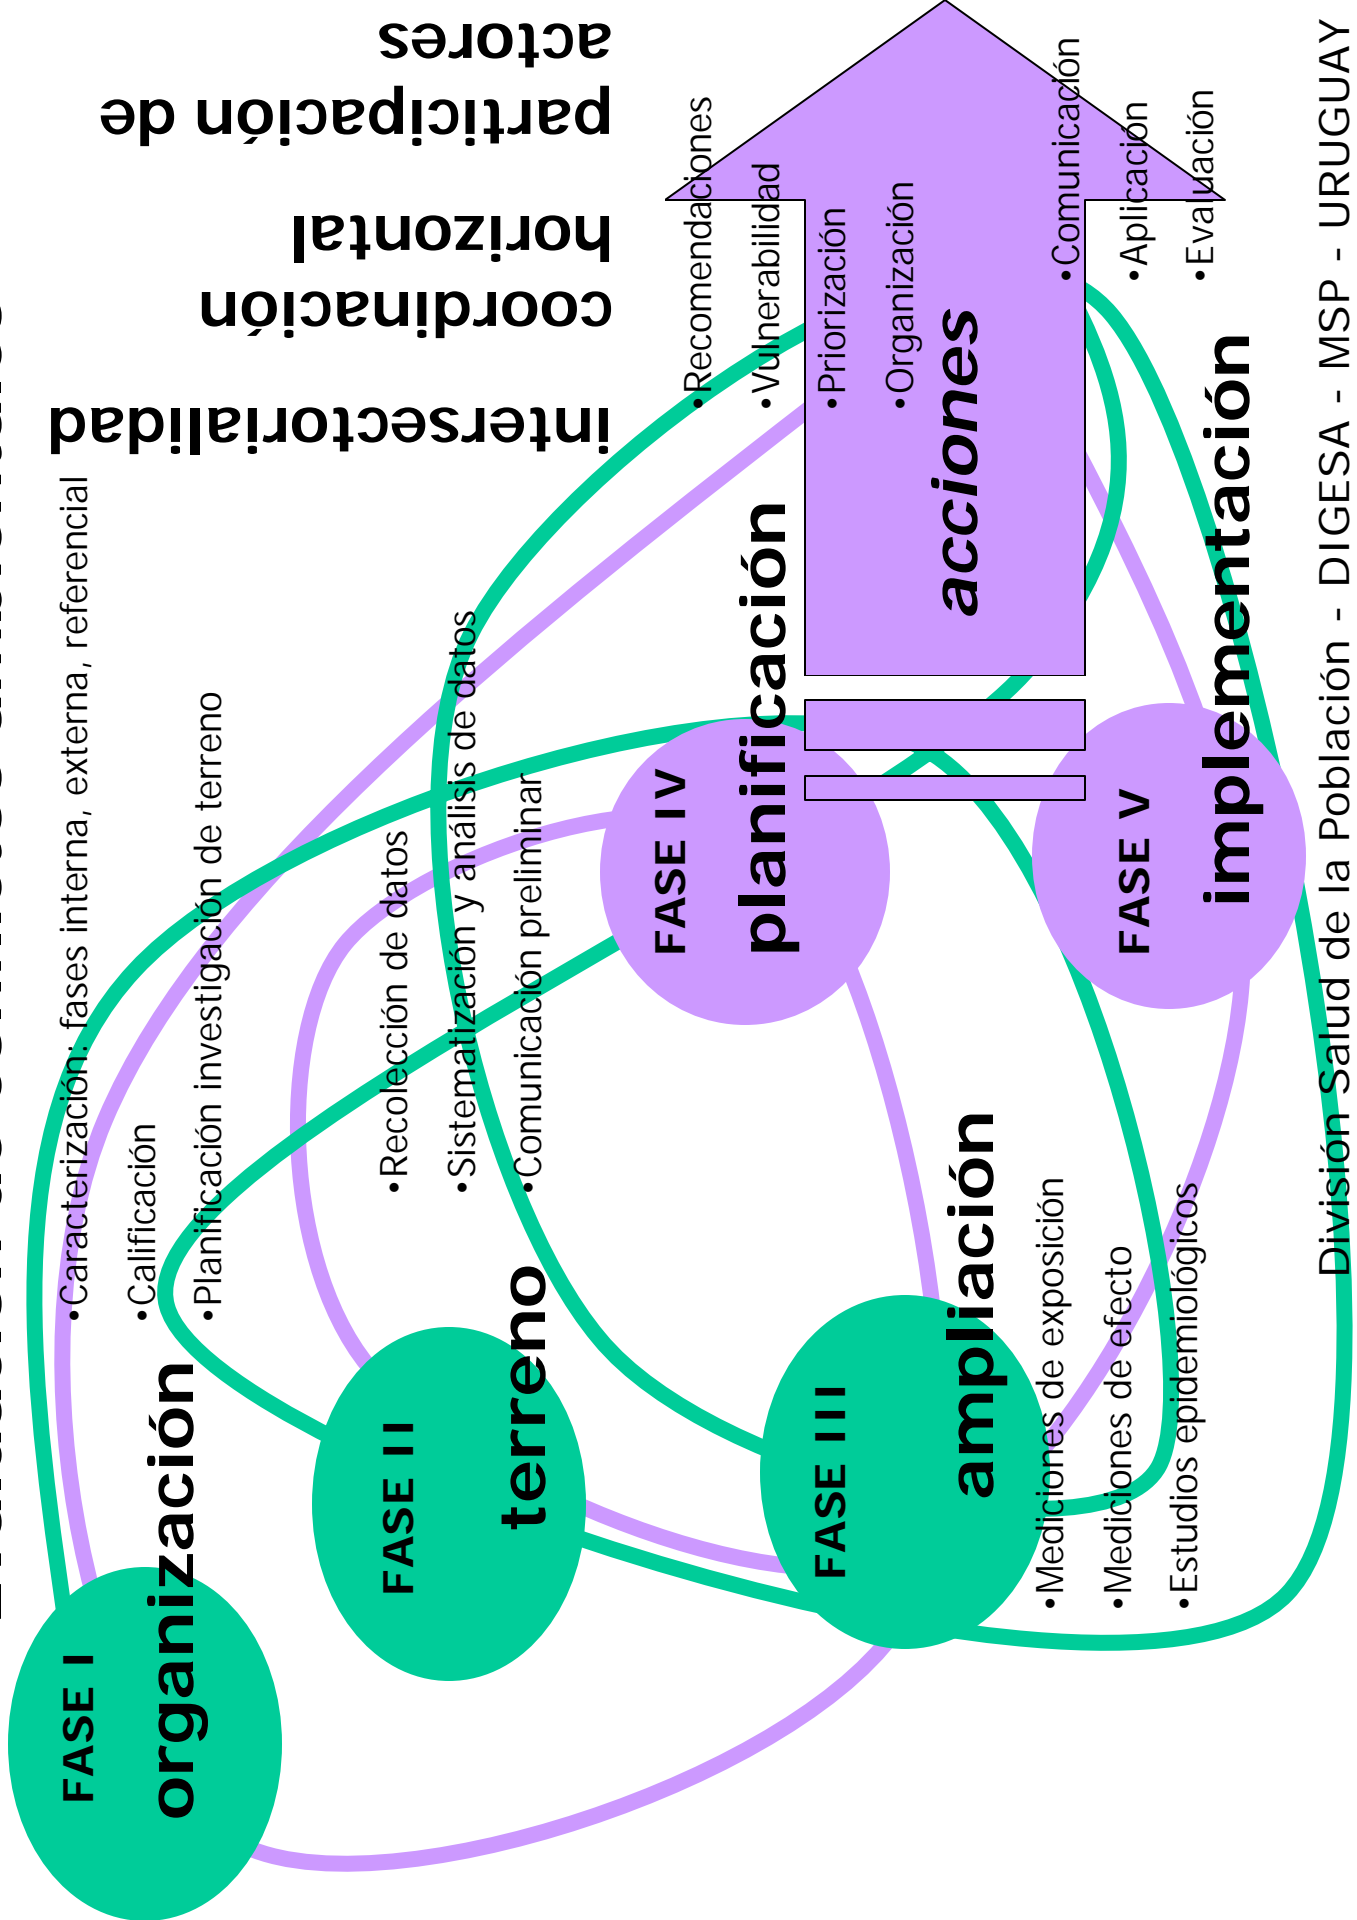 FASE I
organización
•Caracterización: fases interna, externa, referencial
•Calificación
•Planificación investigación de terreno
FASE II
terreno
•Recolección de datos
•Sistematización y análisis de datos
•Comunicación preliminar
FASE III
ampliación
•Mediciones de exposición
•Mediciones de efecto
•Estudios epidemiológicos
FASE IV
planificación
•Recomendaciones
•Vulnerabilidad
•Priorización
•Organización
acciones
FASE V
implementación
•Comunicación
•Aplicación
•Evaluación
intersectorialidad
coordinación
horizontal
participación de
actores
División Salud de la Población - DIGESA - MSP - URUGUAY